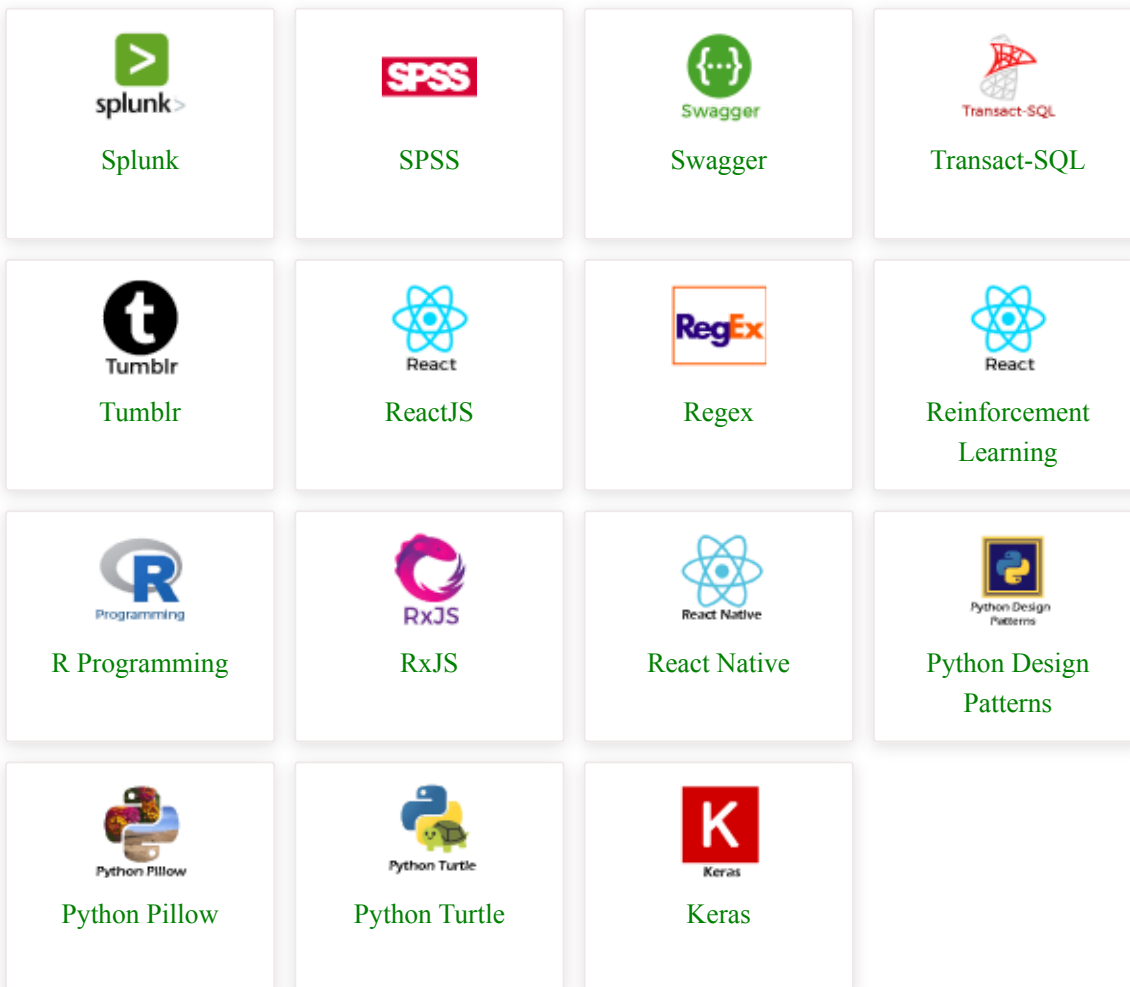 splunk>
SPSS
Swagger
Transact-SQL
Splunk
SPSS
Swagger
Transact-SQL
t
Tumblr
React
RegEx
React
Tumblr
ReactJS
Regex
Reinforcement
Learning
R
Programming
RxJS
React Native
Python Design
Patterns
R Programming
RxJS
React Native
Python Design
Patterns
Python Pillow
Python Turtle
K
Keras
Python Pillow
Python Turtle
Keras